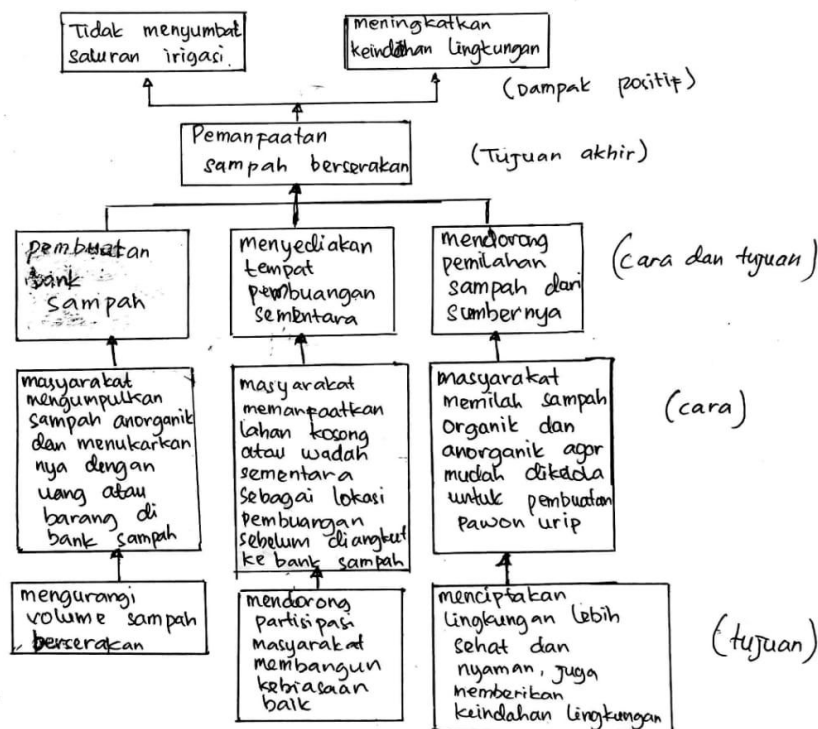 Tidak menyumbat
saluran irigasi.
meningkatkan
keindahan lingkungan
(Dampak positif)
Pemanfaatan
sampah berserakan
(Tujuan akhir)
pembuatan
bank
sampah
menyediakan
tempat
pembuangan
sementara
mendorong
pemilahan
sampah dari
sumbernya
(cara dan tujuan)
masyarakat
mengumpulkan
sampah anorganik
dan menukarkan
nya dengan
uang atau
barang di
bank sampah
masyarakat
memanfaatkan
lahan kosong
atau wadah
sementara
sebagai lokasi
pembuangan
sebelum diangkut
ke bank sampah
masyarakat
memilah sampah
organik dan
anorganik agar
mudah dikelola
untuk pembuatan
pawon urip
(cara)
mengurangi
volume sampah
berserakan
mendorong
partisipasi
masyarakat
membangun
kebiasaan
baik
menciptakan
lingkungan lebih
sehat dan
nyaman, juga
memberikan
keindahan lingkungan
(tujuan)